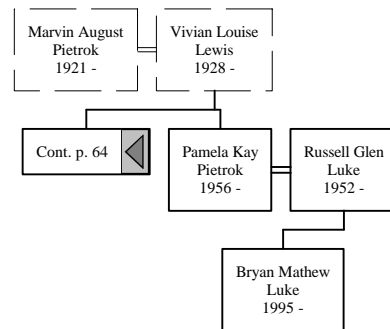 Marvin August
Pietrok
1921 -
Vivian Louise
Lewis
1928 -
Cont. p. 64
Pamela Kay
Pietrok
1956 -
Russell Glen
Luke
1952 -
Bryan Mathew
Luke
1995 -